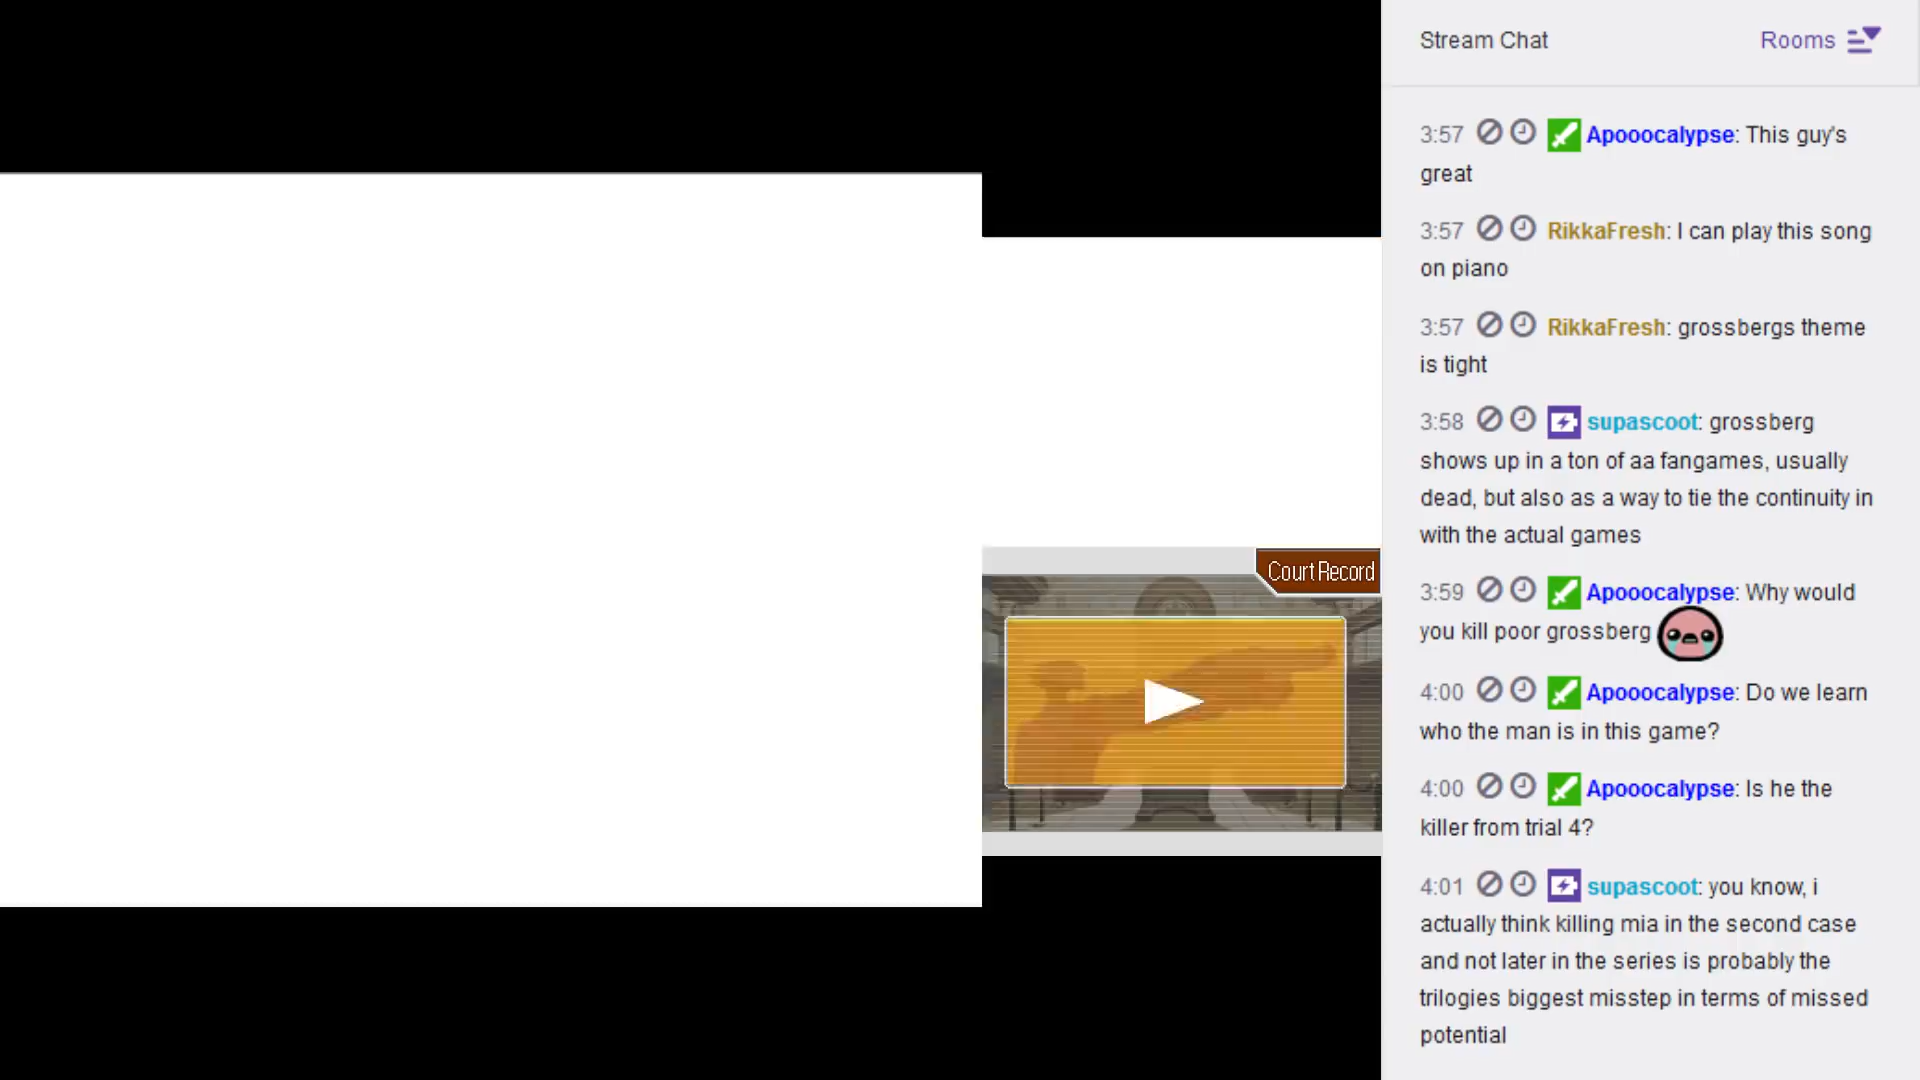 Stream Chat
Rooms
3:57 Apooocalypse: This guy's
great
3:57 RikkaFresh: I can play this song
on piano
3:57 RikkaFresh: grossbergs theme
is tight
3:58 supascoot: grossberg
shows up in a ton of aa fangames, usually
dead, but also as a way to tie the continuity in
with the actual games
3:59 Apooocalypse: Why would
you kill poor grossberg
4:00 Apooocalypse: Do we learn
who the man is in this game?
4:00 Apooocalypse: Is he the
killer from trial 4?
4:01 supascoot: you know, i
actually think killing mia in the second case
and not later in the series is probably the
trilogies biggest misstep in terms of missed
potential
Court Record